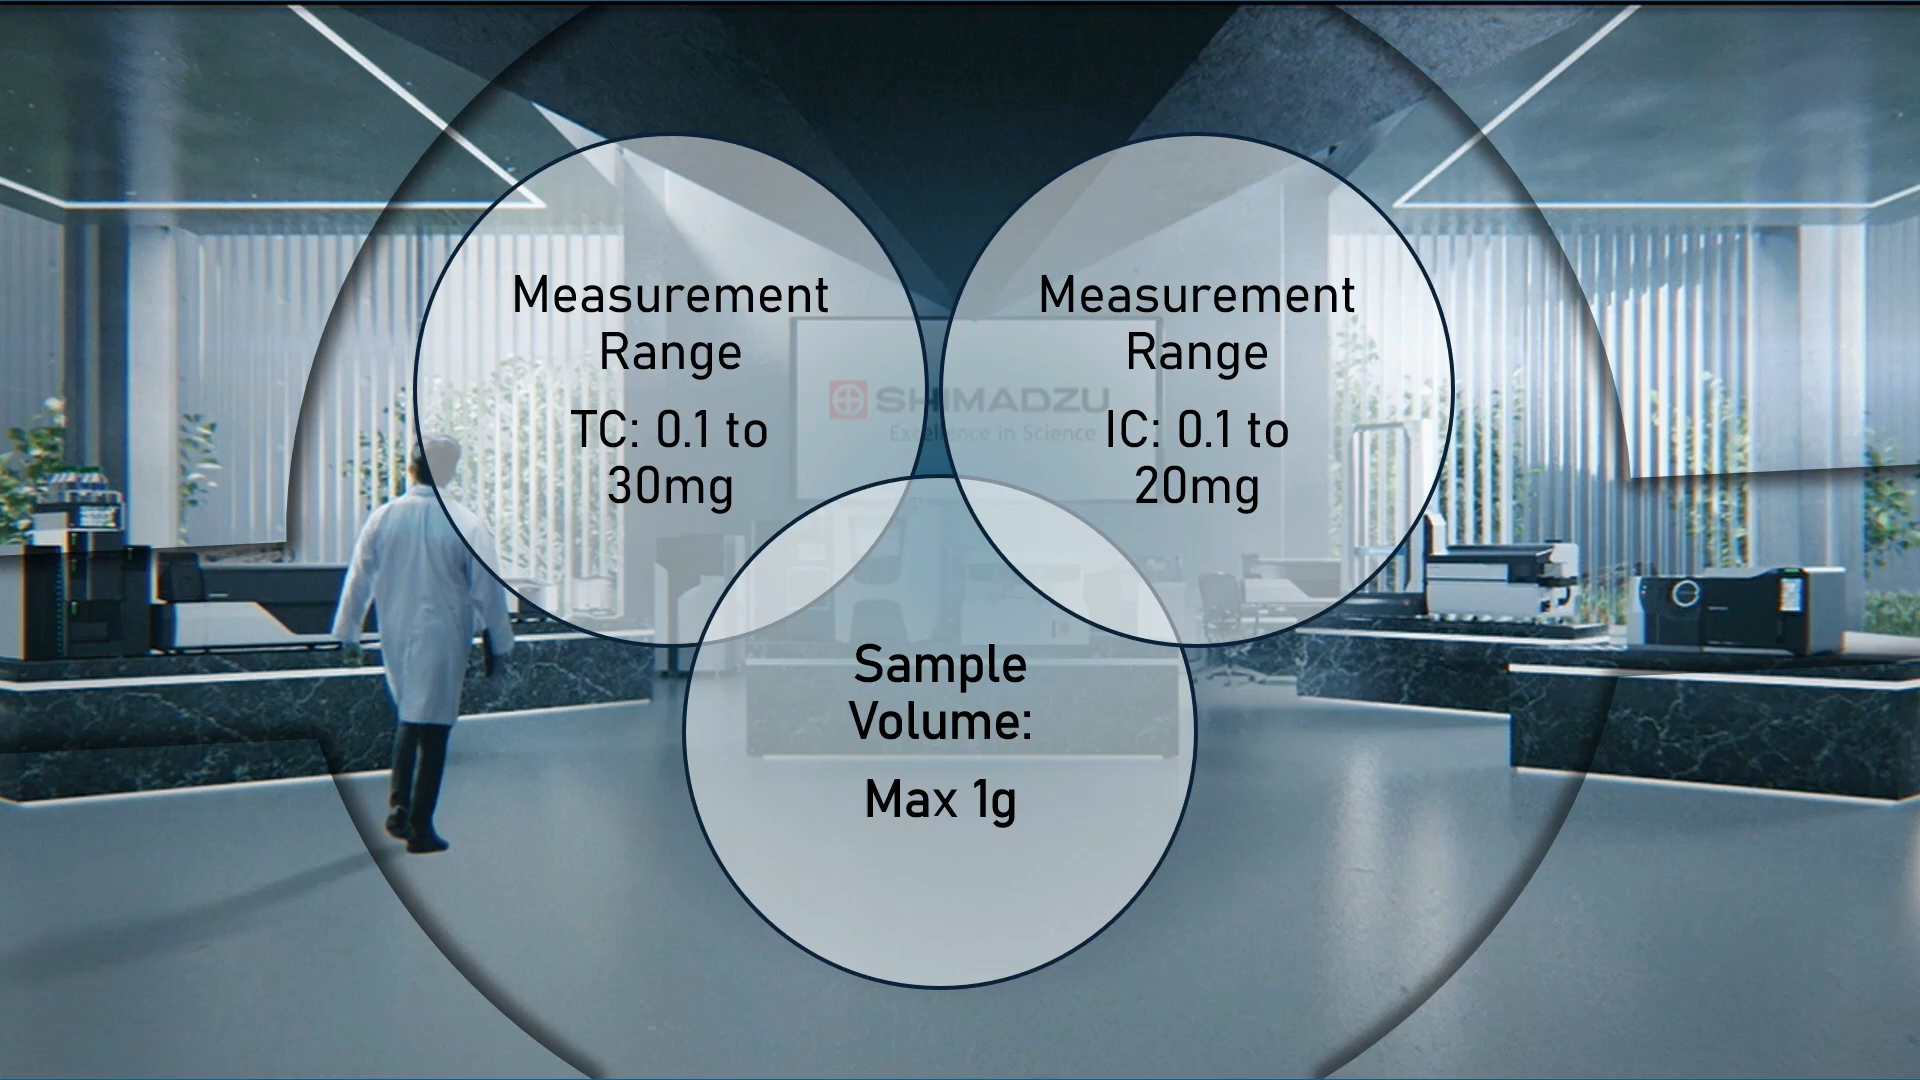 Measurement
Range
TC: 0.1 to
30mg
Measurement
Range
IC: 0.1 to
20mg
SHIMADZU
Excellence in Science
Sample
Volume:
Max 1g